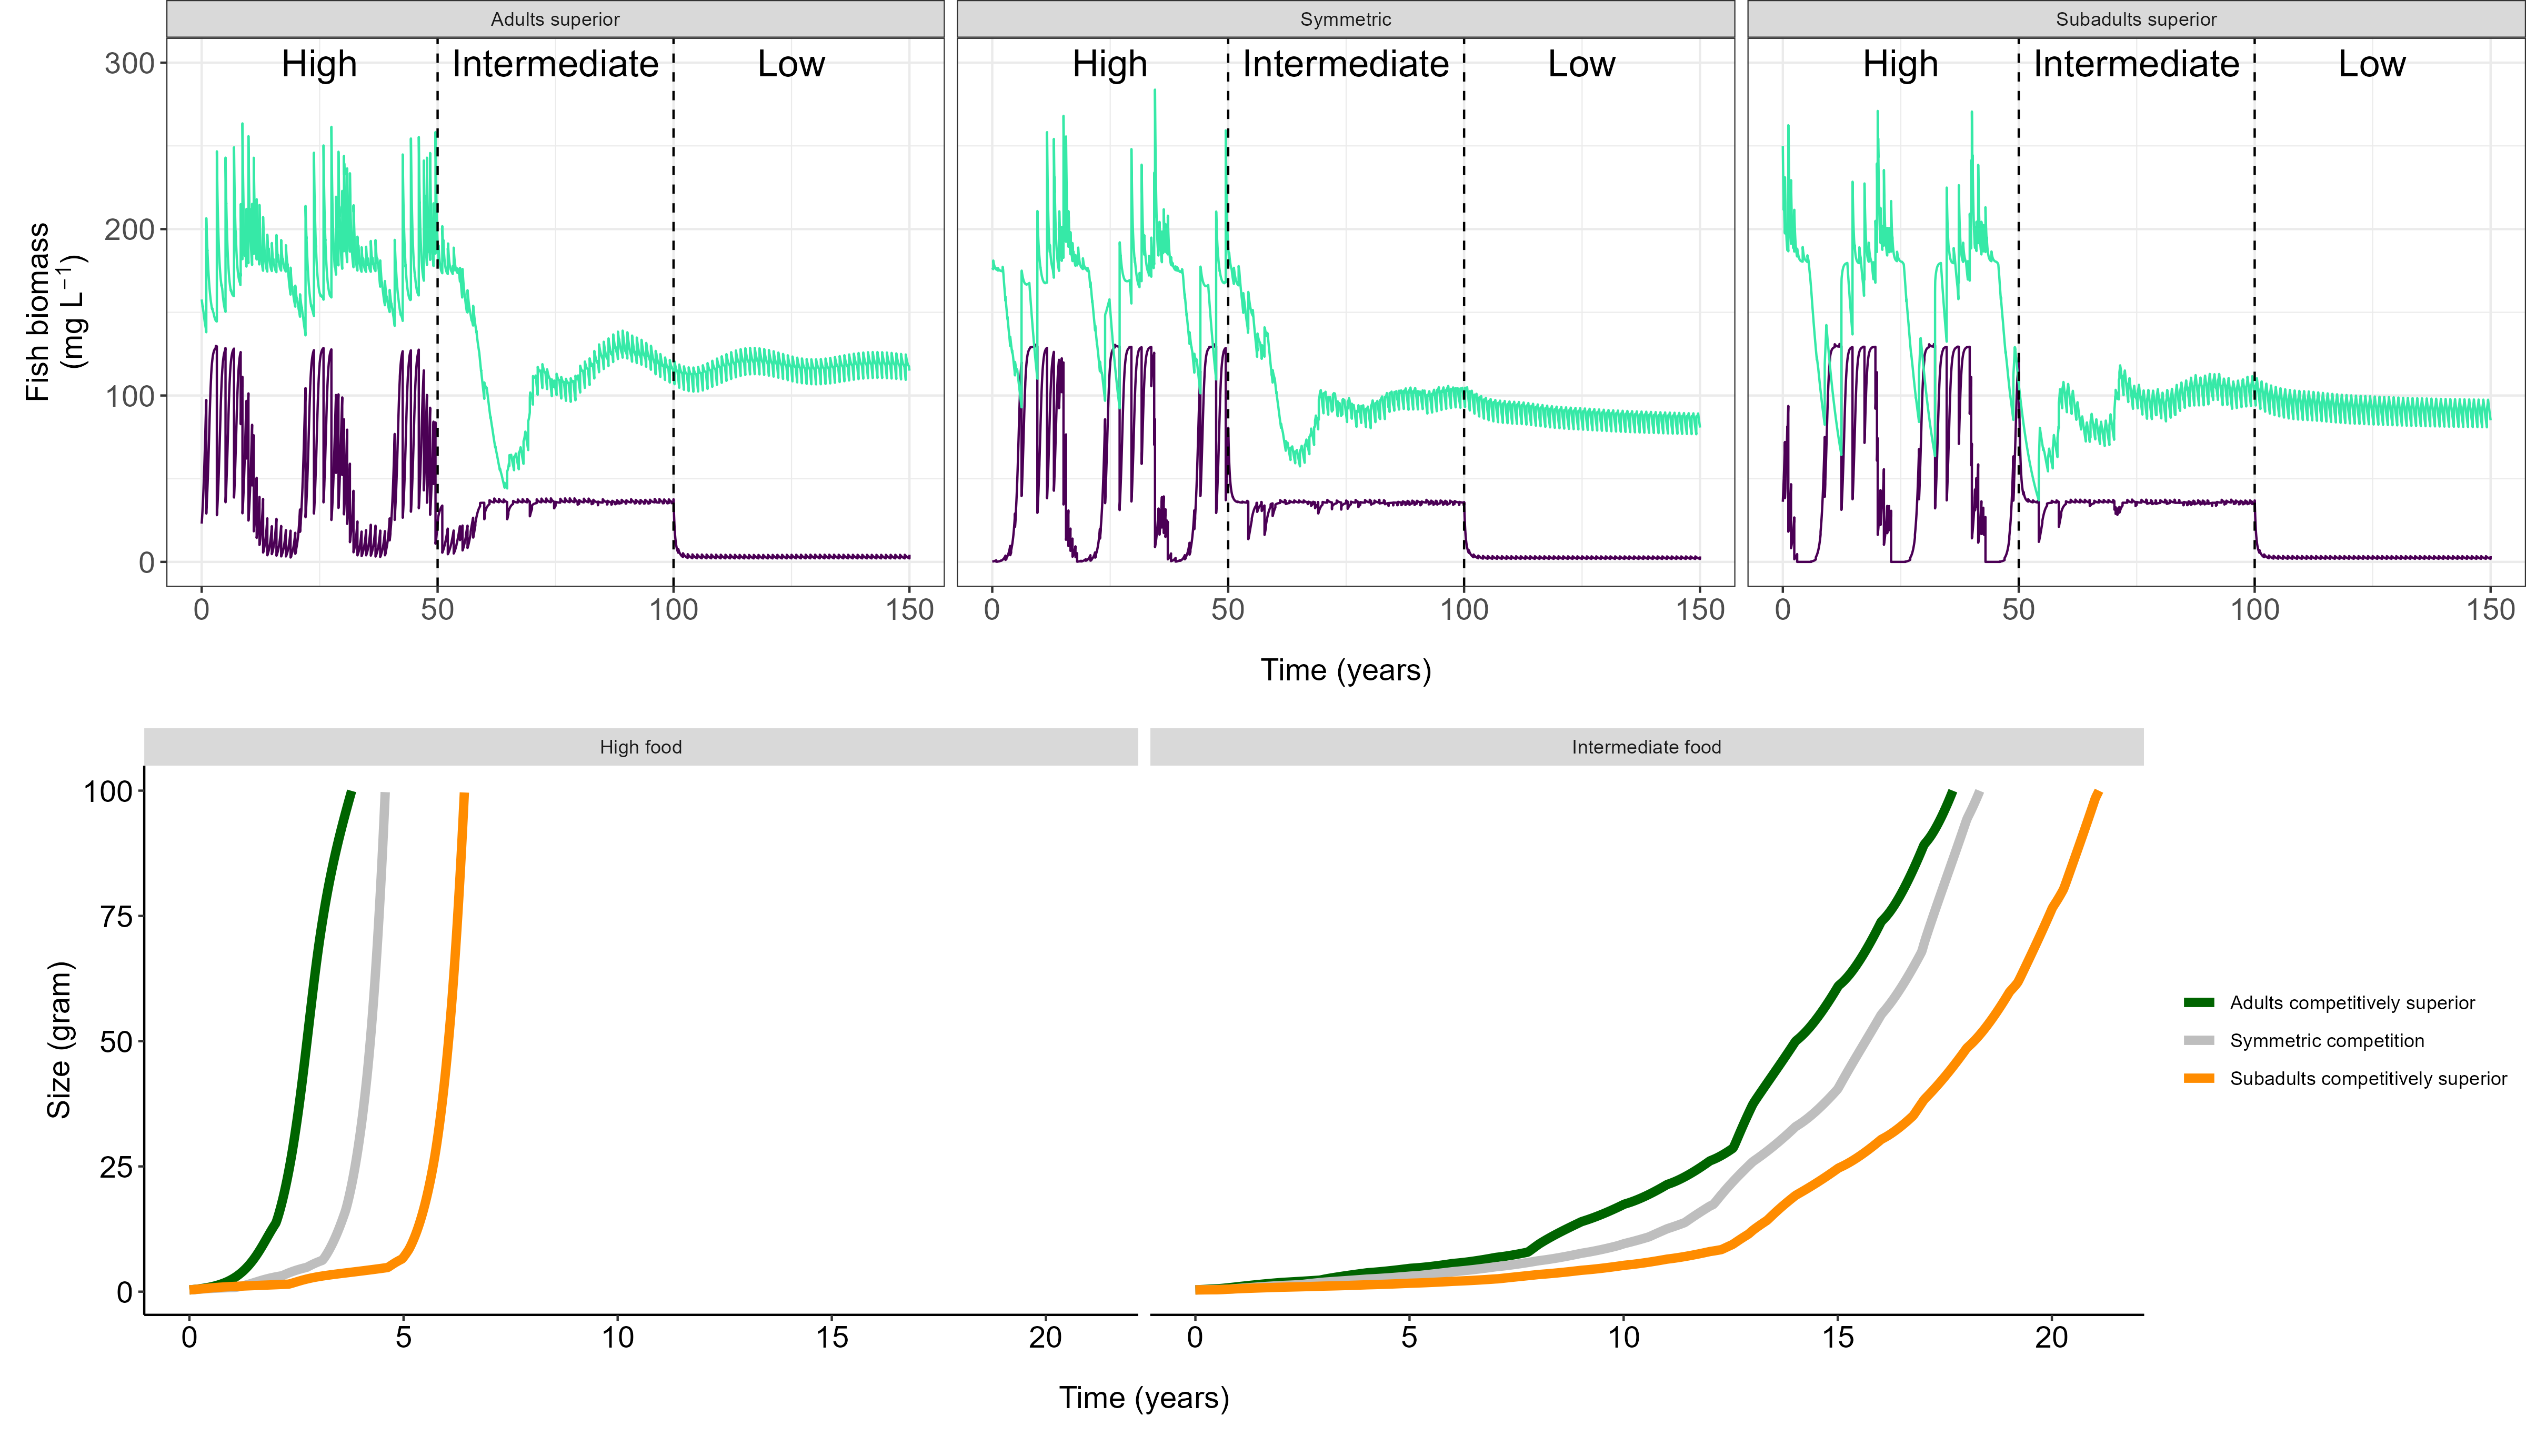 Adults superior Symmetric Subadults superior
High Intermediate Low High Intermediate Low High Intermediate Low
300
200
100
0
Fish biomass
(mg L⁻¹)
0 50 100 150 0 50 100 150 0 50 100 150
Time (years)
High food Intermediate food
100
75
50
25
0
Size (gram)
Adults competitively superior
Symmetric competition
Subadults competitively superior
0 5 10 15 20 0 5 10 15 20
Time (years)